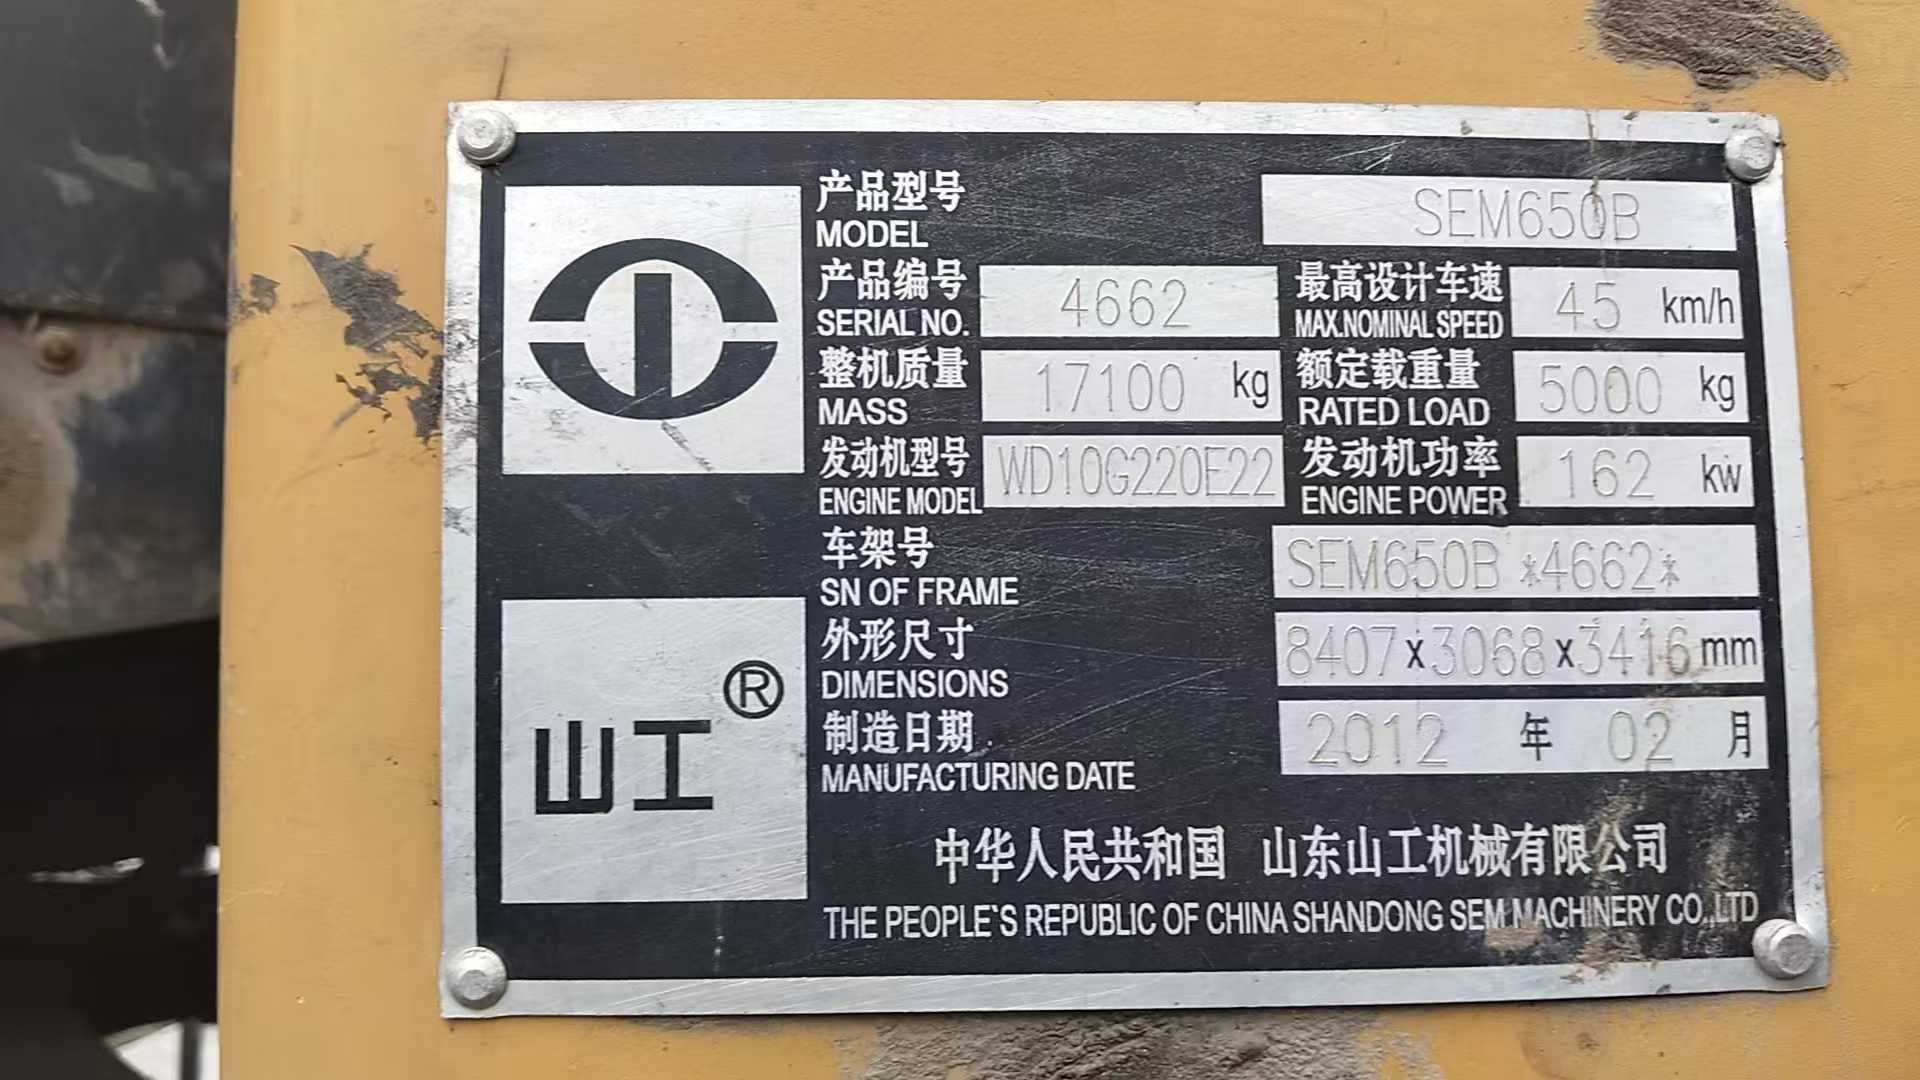 产品型号
MODEL
SEM650B
产品编号
SERIAL NO.
4662
最高设计车速
MAX.NOMINAL SPEED
45 km/h
整机质量
MASS
17100 kg
额定载重量
RATED LOAD
5000 kg
发动机型号
ENGINE MODEL
WD10G220E22
发动机功率
ENGINE POWER
162 kw
车架号
SN OF FRAME
SEM650B *4662*
外形尺寸
DIMENSIONS
8407x3068x3416mm
制造日期
MANUFACTURING DATE
2012 年 02 月
山工®
中华人民共和国 山东山工机械有限公司
THE PEOPLE`S REPUBLIC OF CHINA SHANDONG SEM MACHINERY CO.,LTD